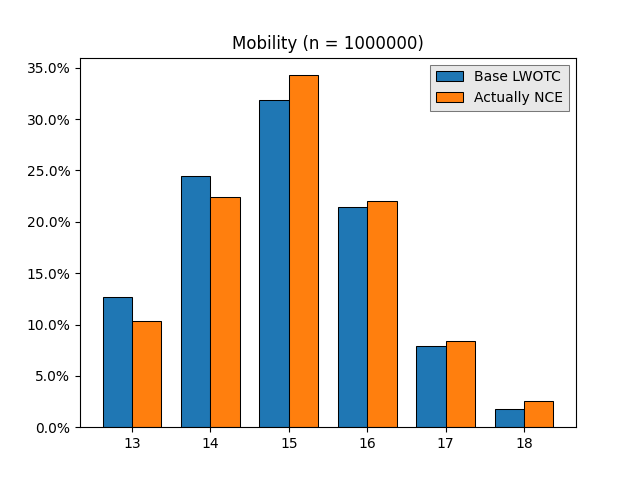 Mobility (n = 1000000)
35.0%
30.0%
25.0%
20.0%
15.0%
10.0%
5.0%
0.0%
Base LWOTC
Actually NCE
13 14 15 16 17 18